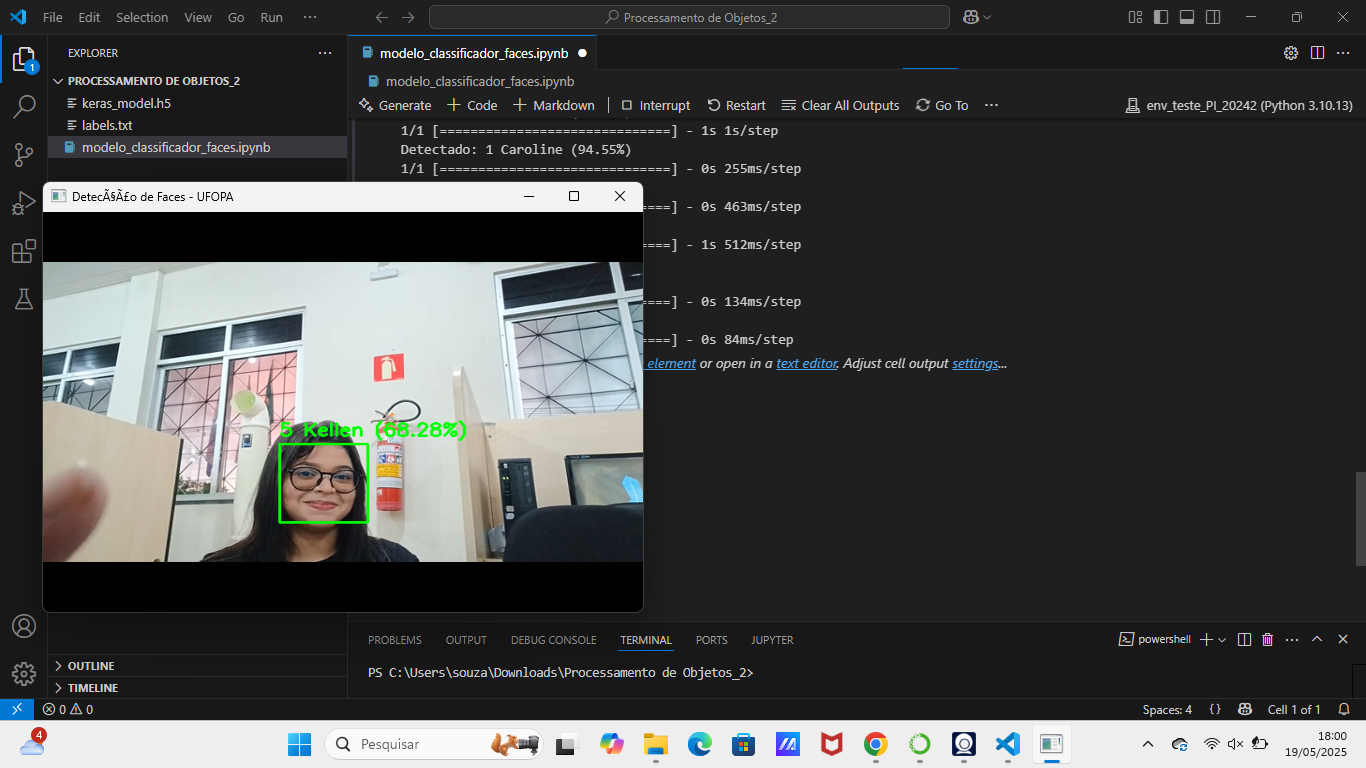 File Edit Selection View Go Run ···
Processamento de Objetos_2
EXPLORER ···
PROCESSAMENTO DE OBJETOS_2
keras_model.h5
labels.txt
modelo_classificador_faces.ipynb
1
modelo_classificador_faces.ipynb
modelo_classificador_faces.ipynb
Generate + Code + Markdown | Interrupt Restart Clear All Outputs Go To ··· env_teste_PI_20242 (Python 3.10.13)
1/1 [==============================] - 1s 1s/step
Detectado: 1 Caroline (94.55%)
1/1 [==============================] - 0s 255ms/step
====] - 0s 463ms/step
====] - 1s 512ms/step
====] - 0s 134ms/step
====] - 0s 84ms/step
element or open in a text editor. Adjust cell output settings...
DetecÃ§Ã£o de Faces - UFOPA
5 Kellen (68.28%)
PROBLEMS OUTPUT DEBUG CONSOLE TERMINAL PORTS JUPYTER
powershell
PS C:\Users\souza\Downloads\Processamento de Objetos_2>
OUTLINE
TIMELINE
0 0
Spaces: 4 {} Cell 1 of 1
4
Pesquisar
18:00
19/05/2025